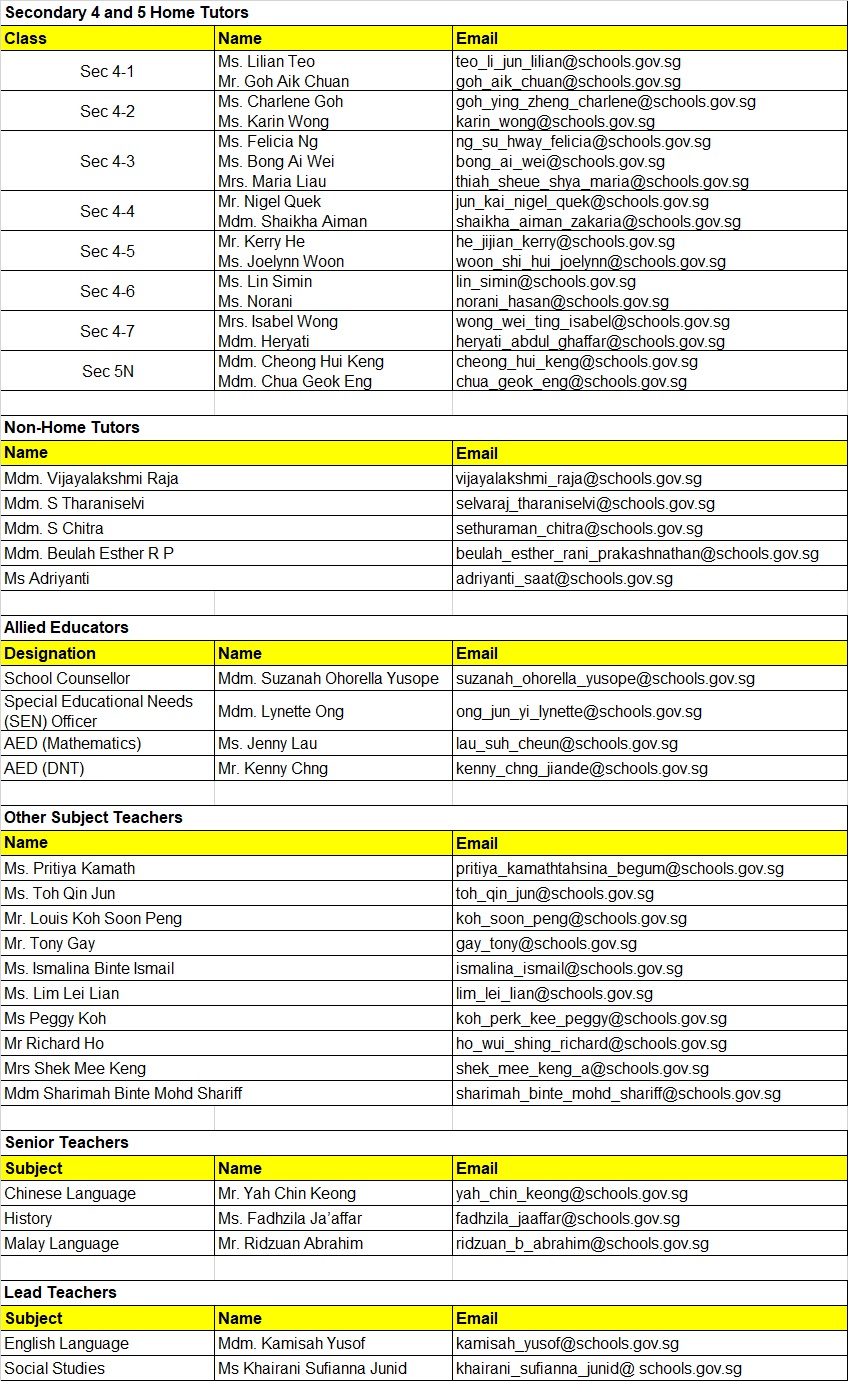 Secondary 4 and 5 Home Tutors
Class Name Email
Sec 4-1
Ms. Lilian Teo teo_li_jun_lilian@schools.gov.sg
Mr. Goh Aik Chuan goh_aik_chuan@schools.gov.sg
Sec 4-2
Ms. Charlene Goh goh_ying_zheng_charlene@schools.gov.sg
Ms. Karin Wong karin_wong@schools.gov.sg
Sec 4-3
Ms. Felicia Ng ng_su_hway_felicia@schools.gov.sg
Ms. Bong Ai Wei bong_ai_wei@schools.gov.sg
Mrs. Maria Liau thiah_sheue_shya_maria@schools.gov.sg
Sec 4-4
Mr. Nigel Quek jun_kai_nigel_quek@schools.gov.sg
Mdm. Shaikha Aiman shaikha_aiman_zakaria@schools.gov.sg
Sec 4-5
Mr. Kerry He he_jijian_kerry@schools.gov.sg
Ms. Joelynn Woon woon_shi_hui_joelynn@schools.gov.sg
Sec 4-6
Ms. Lin Simin lin_simin@schools.gov.sg
Ms. Norani norani_hasan@schools.gov.sg
Sec 4-7
Mrs. Isabel Wong wong_wei_ting_isabel@schools.gov.sg
Mdm. Heryati heryati_abdul_ghaffar@schools.gov.sg
Sec 5N
Mdm. Cheong Hui Keng cheong_hui_keng@schools.gov.sg
Mdm. Chua Geok Eng chua_geok_eng@schools.gov.sg
Non-Home Tutors
Name Email
Mdm. Vijayalakshmi Raja vijayalakshmi_raja@schools.gov.sg
Mdm. S Tharaniselvi selvaraj_tharaniselvi@schools.gov.sg
Mdm. S Chitra sethuraman_chitra@schools.gov.sg
Mdm. Beulah Esther R P beulah_esther_rani_prakashnathan@schools.gov.sg
Ms Adriyanti adriyanti_saat@schools.gov.sg
Allied Educators
Designation Name Email
School Counsellor Mdm. Suzanah Ohorella Yusope suzanah_ohorella_yusope@schools.gov.sg
Special Educational Needs
(SEN) Officer Mdm. Lynette Ong ong_jun_yi_lynette@schools.gov.sg
AED (Mathematics) Ms. Jenny Lau lau_suh_cheun@schools.gov.sg
AED (DNT) Mr. Kenny Chng kenny_chng_jiande@schools.gov.sg
Other Subject Teachers
Name Email
Ms. Pritiya Kamath pritiya_kamathtahsina_begum@schools.gov.sg
Ms. Toh Qin Jun toh_qin_jun@schools.gov.sg
Mr. Louis Koh Soon Peng koh_soon_peng@schools.gov.sg
Mr. Tony Gay gay_tony@schools.gov.sg
Ms. Ismalina Binte Ismail ismalina_ismail@schools.gov.sg
Ms. Lim Lei Lian lim_lei_lian@schools.gov.sg
Ms Peggy Koh koh_perk_kee_peggy@schools.gov.sg
Mr Richard Ho ho_wui_shing_richard@schools.gov.sg
Mrs Shek Mee Keng shek_mee_keng_a@schools.gov.sg
Mdm Sharimah Binte Mohd Shariff sharimah_binte_mohd_shariff@schools.gov.sg
Senior Teachers
Subject Name Email
Chinese Language Mr. Yah Chin Keong yah_chin_keong@schools.gov.sg
History Ms. Fadhzila Ja’affar fadhzila_jaaffar@schools.gov.sg
Malay Language Mr. Ridzuan Abrahim ridzuan_b_abrahim@schools.gov.sg
Lead Teachers
Subject Name Email
English Language Mdm. Kamisah Yusof kamisah_yusof@schools.gov.sg
Social Studies Ms Khairani Sufianna Junid khairani_sufianna_junid@ schools.gov.sg